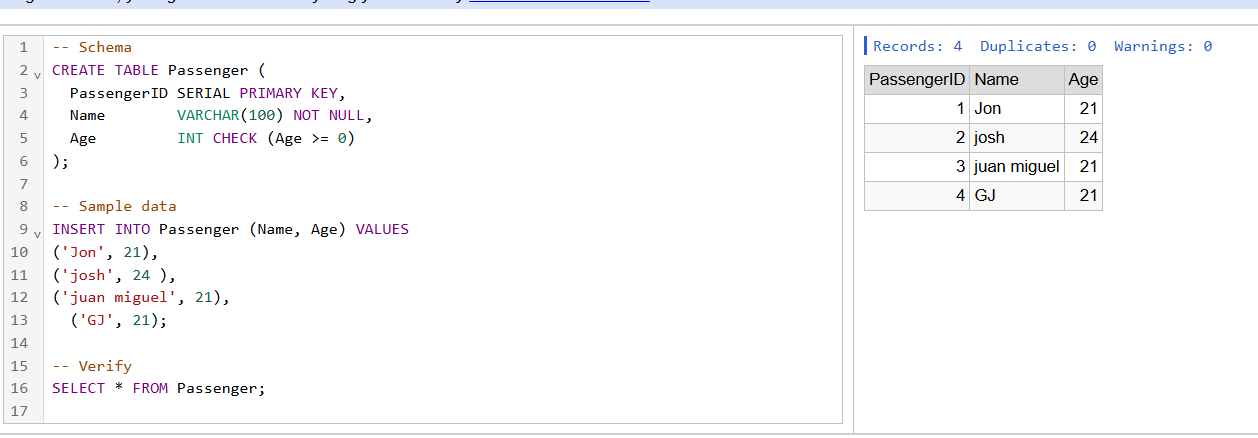 1 -- Schema
2 CREATE TABLE Passenger (
3 PassengerID SERIAL PRIMARY KEY,
4 Name VARCHAR(100) NOT NULL,
5 Age INT CHECK (Age >= 0)
6 );
7
8 -- Sample data
9 INSERT INTO Passenger (Name, Age) VALUES
10 ('Jon', 21),
11 ('josh', 24 ),
12 ('juan miguel', 21),
13 ('GJ', 21);
14
15 -- Verify
16 SELECT * FROM Passenger;
17
Records: 4 Duplicates: 0 Warnings: 0
PassengerID Name Age
1 Jon 21
2 josh 24
3 juan miguel 21
4 GJ 21